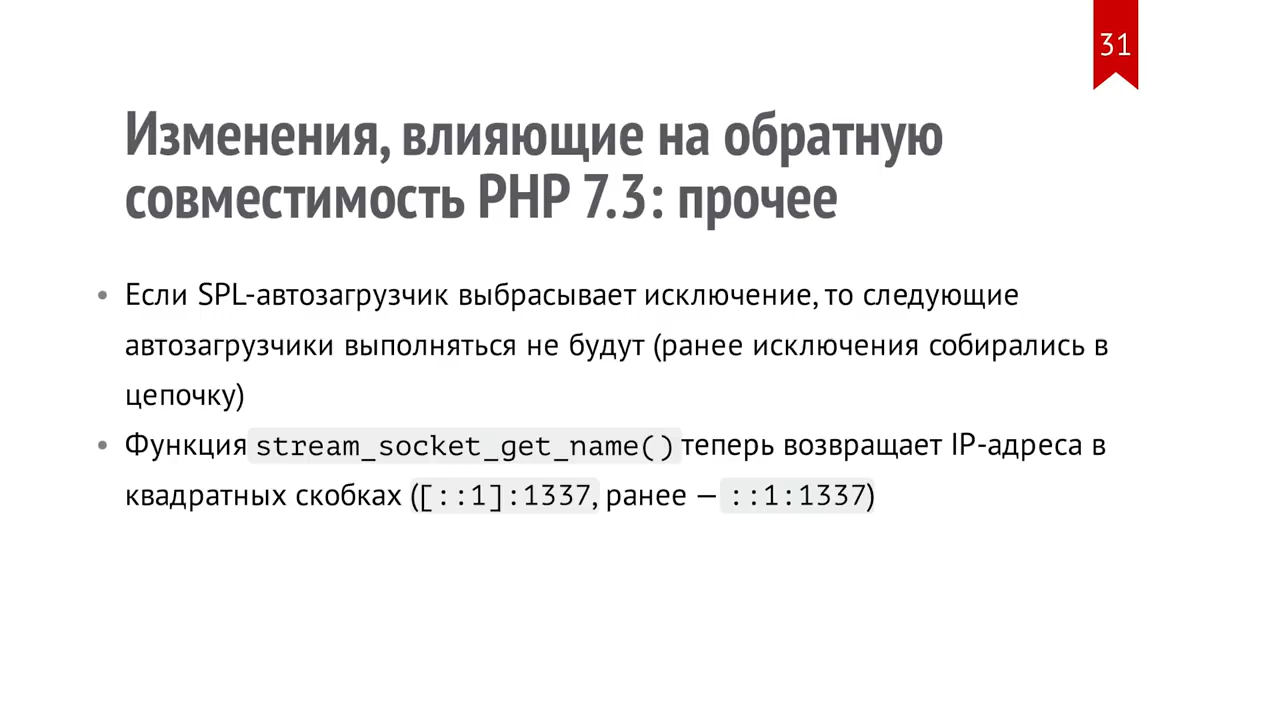 31
Изменения, влияющие на обратную
совместимость PHP 7.3: прочее
• Если SPL-автозагрузчик выбрасывает исключение, то следующие
автозагрузчики выполняться не будут (ранее исключения собирались в
цепочку)
• Функция stream_socket_get_name() теперь возвращает IP-адреса в
квадратных скобках ([::1]:1337, ранее — ::1:1337)